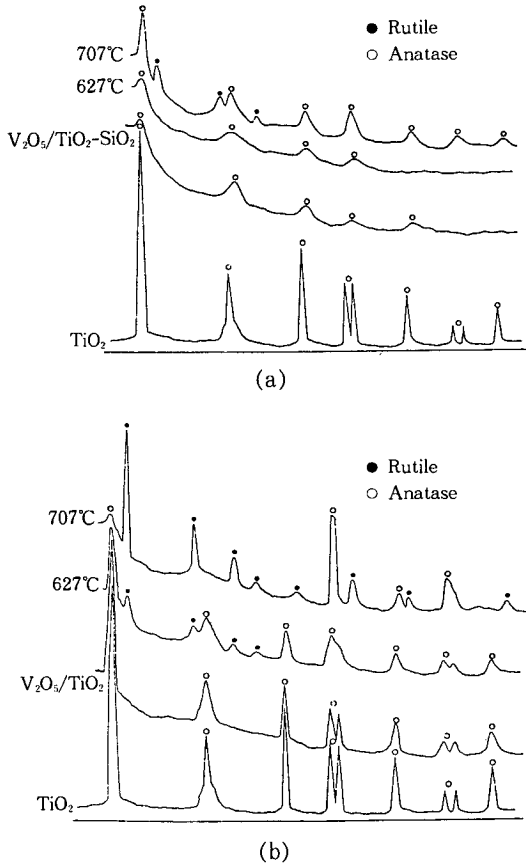 ● Rutile
○ Anatase
707℃
627℃
V₂O₅/TiO₂-SiO₂
TiO₂
(a)
● Rutile
○ Anatase
707℃
627℃
V₂O₅/TiO₂
TiO₂
(b)